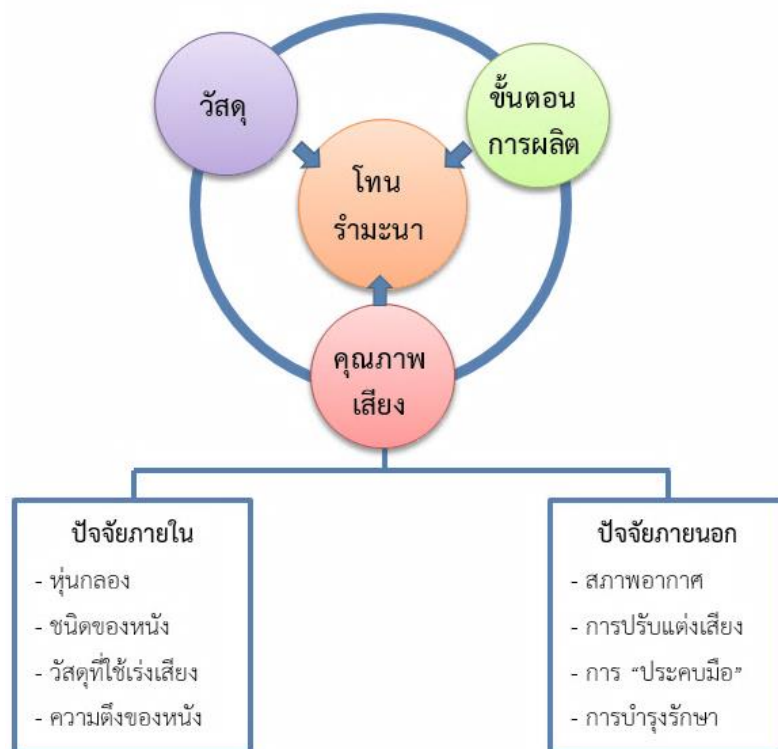 วัสดุ
ขั้นตอน
การผลิต
โทน
รำมะนา
คุณภาพ
เสียง
ปัจจัยภายใน
- หุ่นกลอง
- ชนิดของหนัง
- วัสดุที่ใช้เร่งเสียง
- ความตึงของหนัง
ปัจจัยภายนอก
- สภาพอากาศ
- การปรับแต่งเสียง
- การ “ประคบมือ”
- การบำรุงรักษา